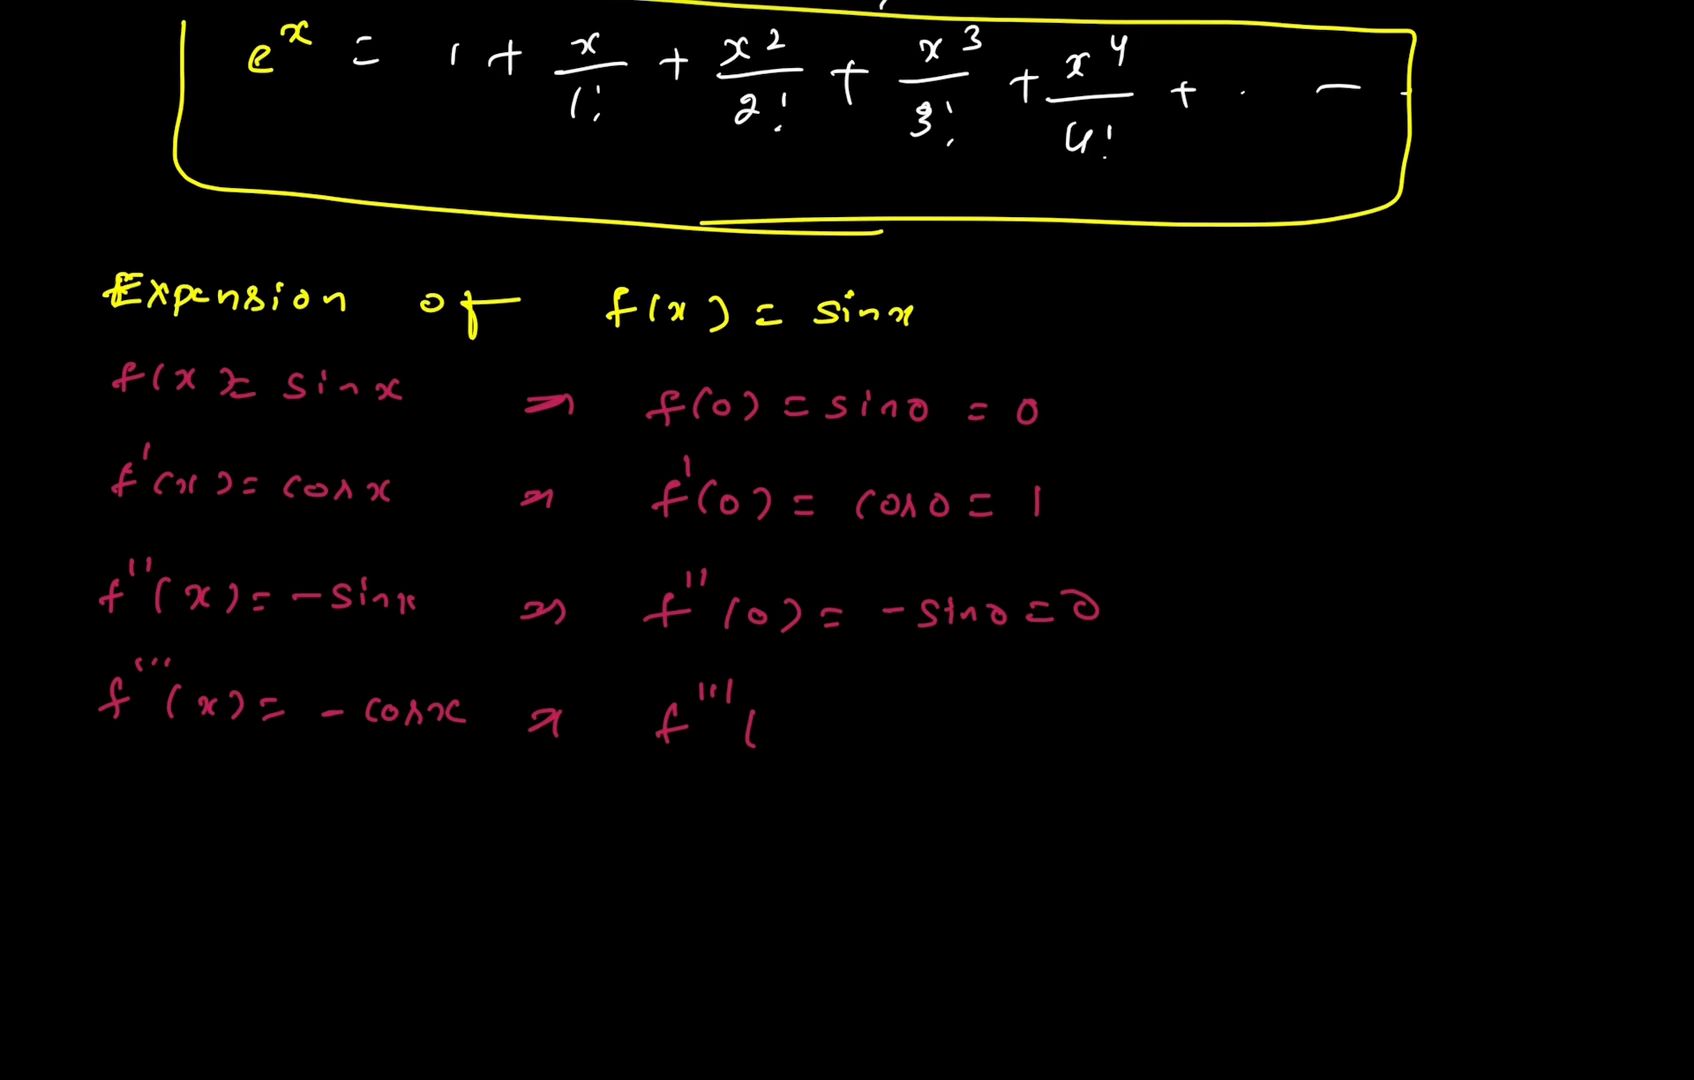 e^x = 1 + x/1! + x^2/2! + x^3/3! + x^4/4! + . -
Expansion of f(x) = sinx
f(x) = sinx ⇒ f(0) = sin0 = 0
f'(x) = cosx ⇒ f'(0) = cos0 = 1
f''(x) = -sinx ⇒ f''(0) = -sin0 = 0
f'''(x) = -cosx ⇒ f'''(